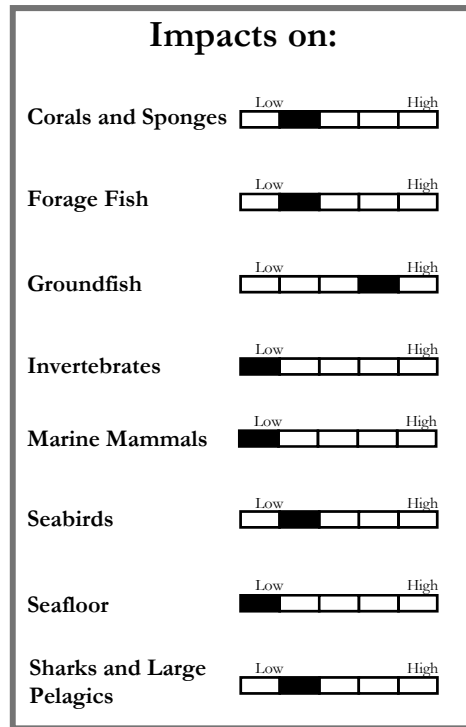 Impacts on:
Low High
Corals and Sponges
Low High
Forage Fish
Low High
Groundfish
Low High
Invertebrates
Low High
Marine Mammals
Low High
Seabirds
Low High
Seafloor
Low High
Sharks and Large
Pelagics